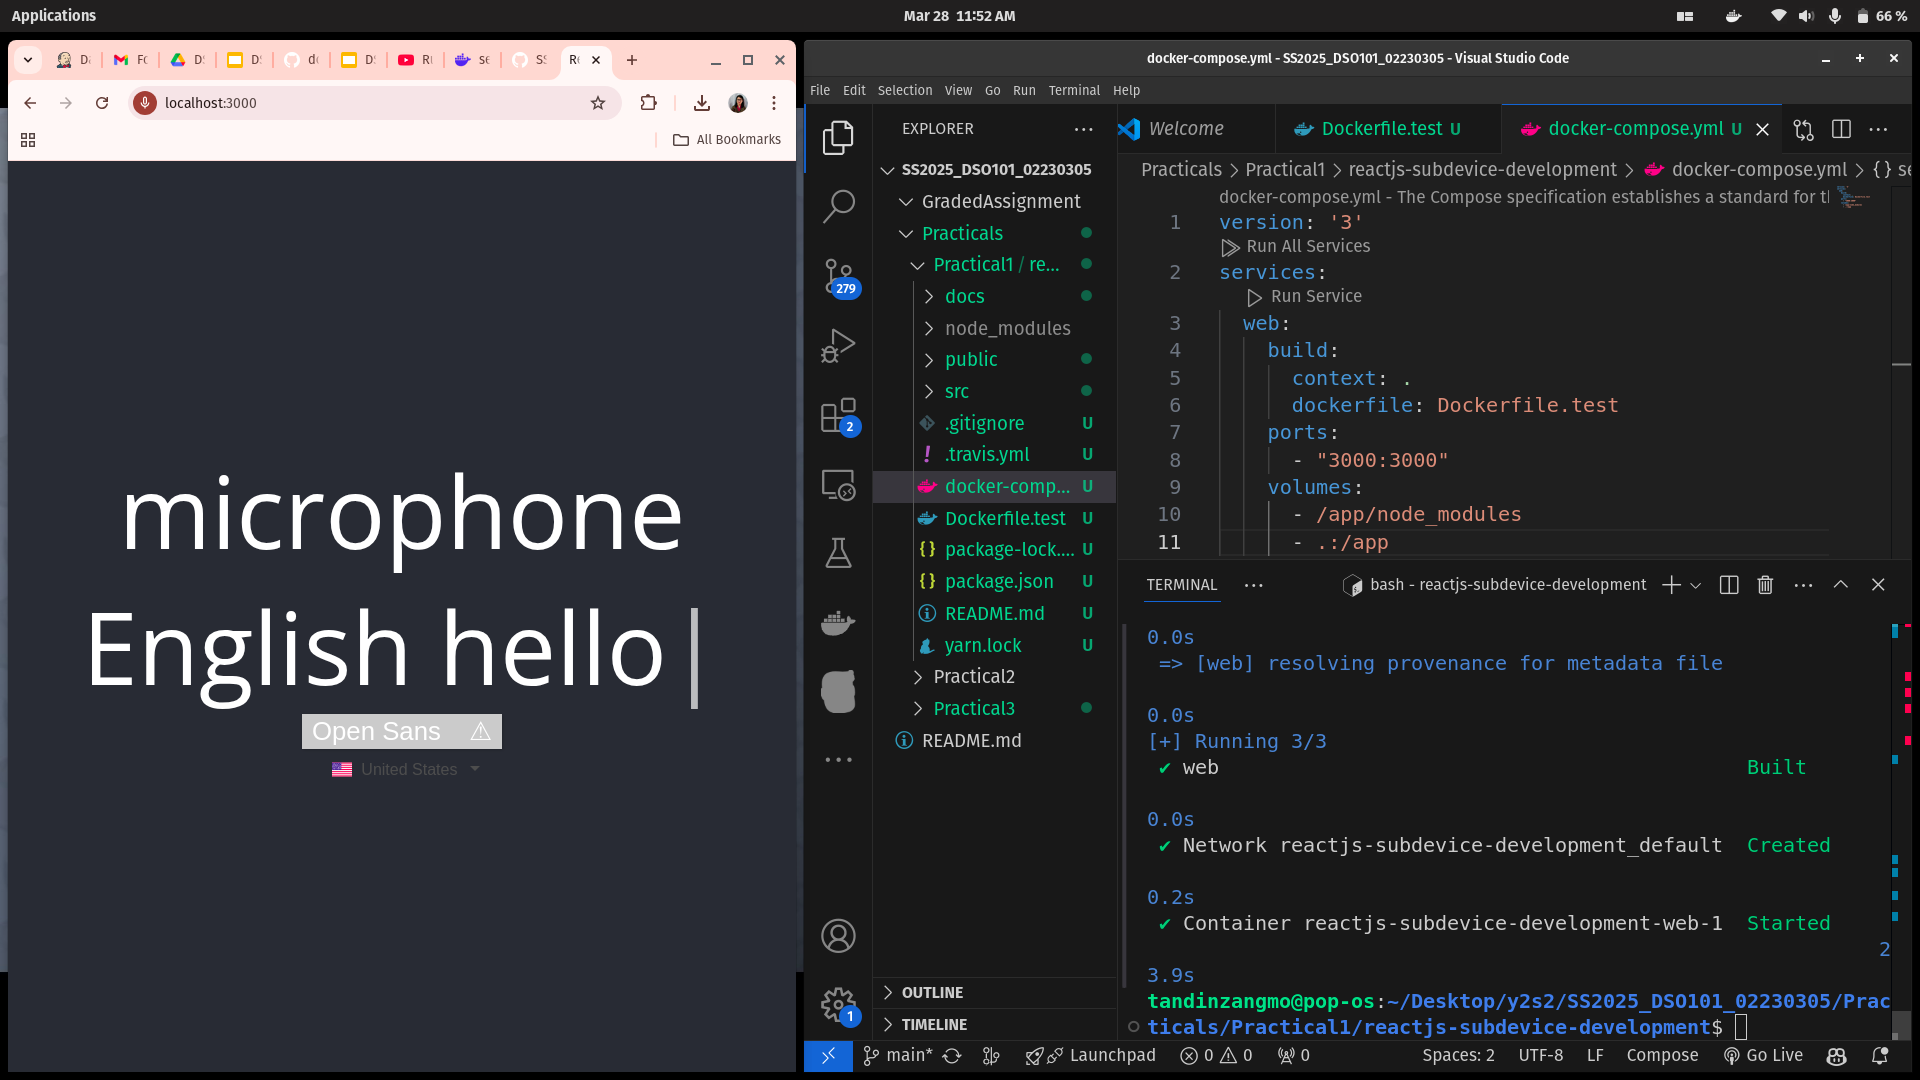 Applications
Mar 28 11:52 AM
66 %
localhost:3000
All Bookmarks
microphone
English hello
Open Sans
United States
docker-compose.yml - SS2025_DSO101_02230305 - Visual Studio Code
File Edit Selection View Go Run Terminal Help
EXPLORER
SS2025_DSO101_02230305
GradedAssignment
Practicals
Practical1 / re...
docs
node_modules
public
src
.gitignore U
.travis.yml U
docker-comp... U
Dockerfile.test U
package-lock.... U
package.json U
README.md U
yarn.lock U
Practical2
Practical3
README.md
OUTLINE
TIMELINE
279
2
1
Welcome
Dockerfile.test U
docker-compose.yml U
Practicals > Practical1 > reactjs-subdevice-development > docker-compose.yml > {} se
docker-compose.yml - The Compose specification establishes a standard for t
1 version: '3'
Run All Services
2 services:
Run Service
3 web:
4 build:
5 context: .
6 dockerfile: Dockerfile.test
7 ports:
8 - "3000:3000"
9 volumes:
10 - /app/node_modules
11 - .:/app
TERMINAL
bash - reactjs-subdevice-development
0.0s
=> [web] resolving provenance for metadata file
0.0s
[+] Running 3/3
✔ web Built
0.0s
✔ Network reactjs-subdevice-development_default Created
0.2s
✔ Container reactjs-subdevice-development-web-1 Started
2
3.9s
tandinzangmo@pop-os:~/Desktop/y2s2/SS2025_DSO101_02230305/Prac
ticals/Practical1/reactjs-subdevice-development$
main*
Launchpad
0 0
0
Spaces: 2
UTF-8
LF
Compose
Go Live